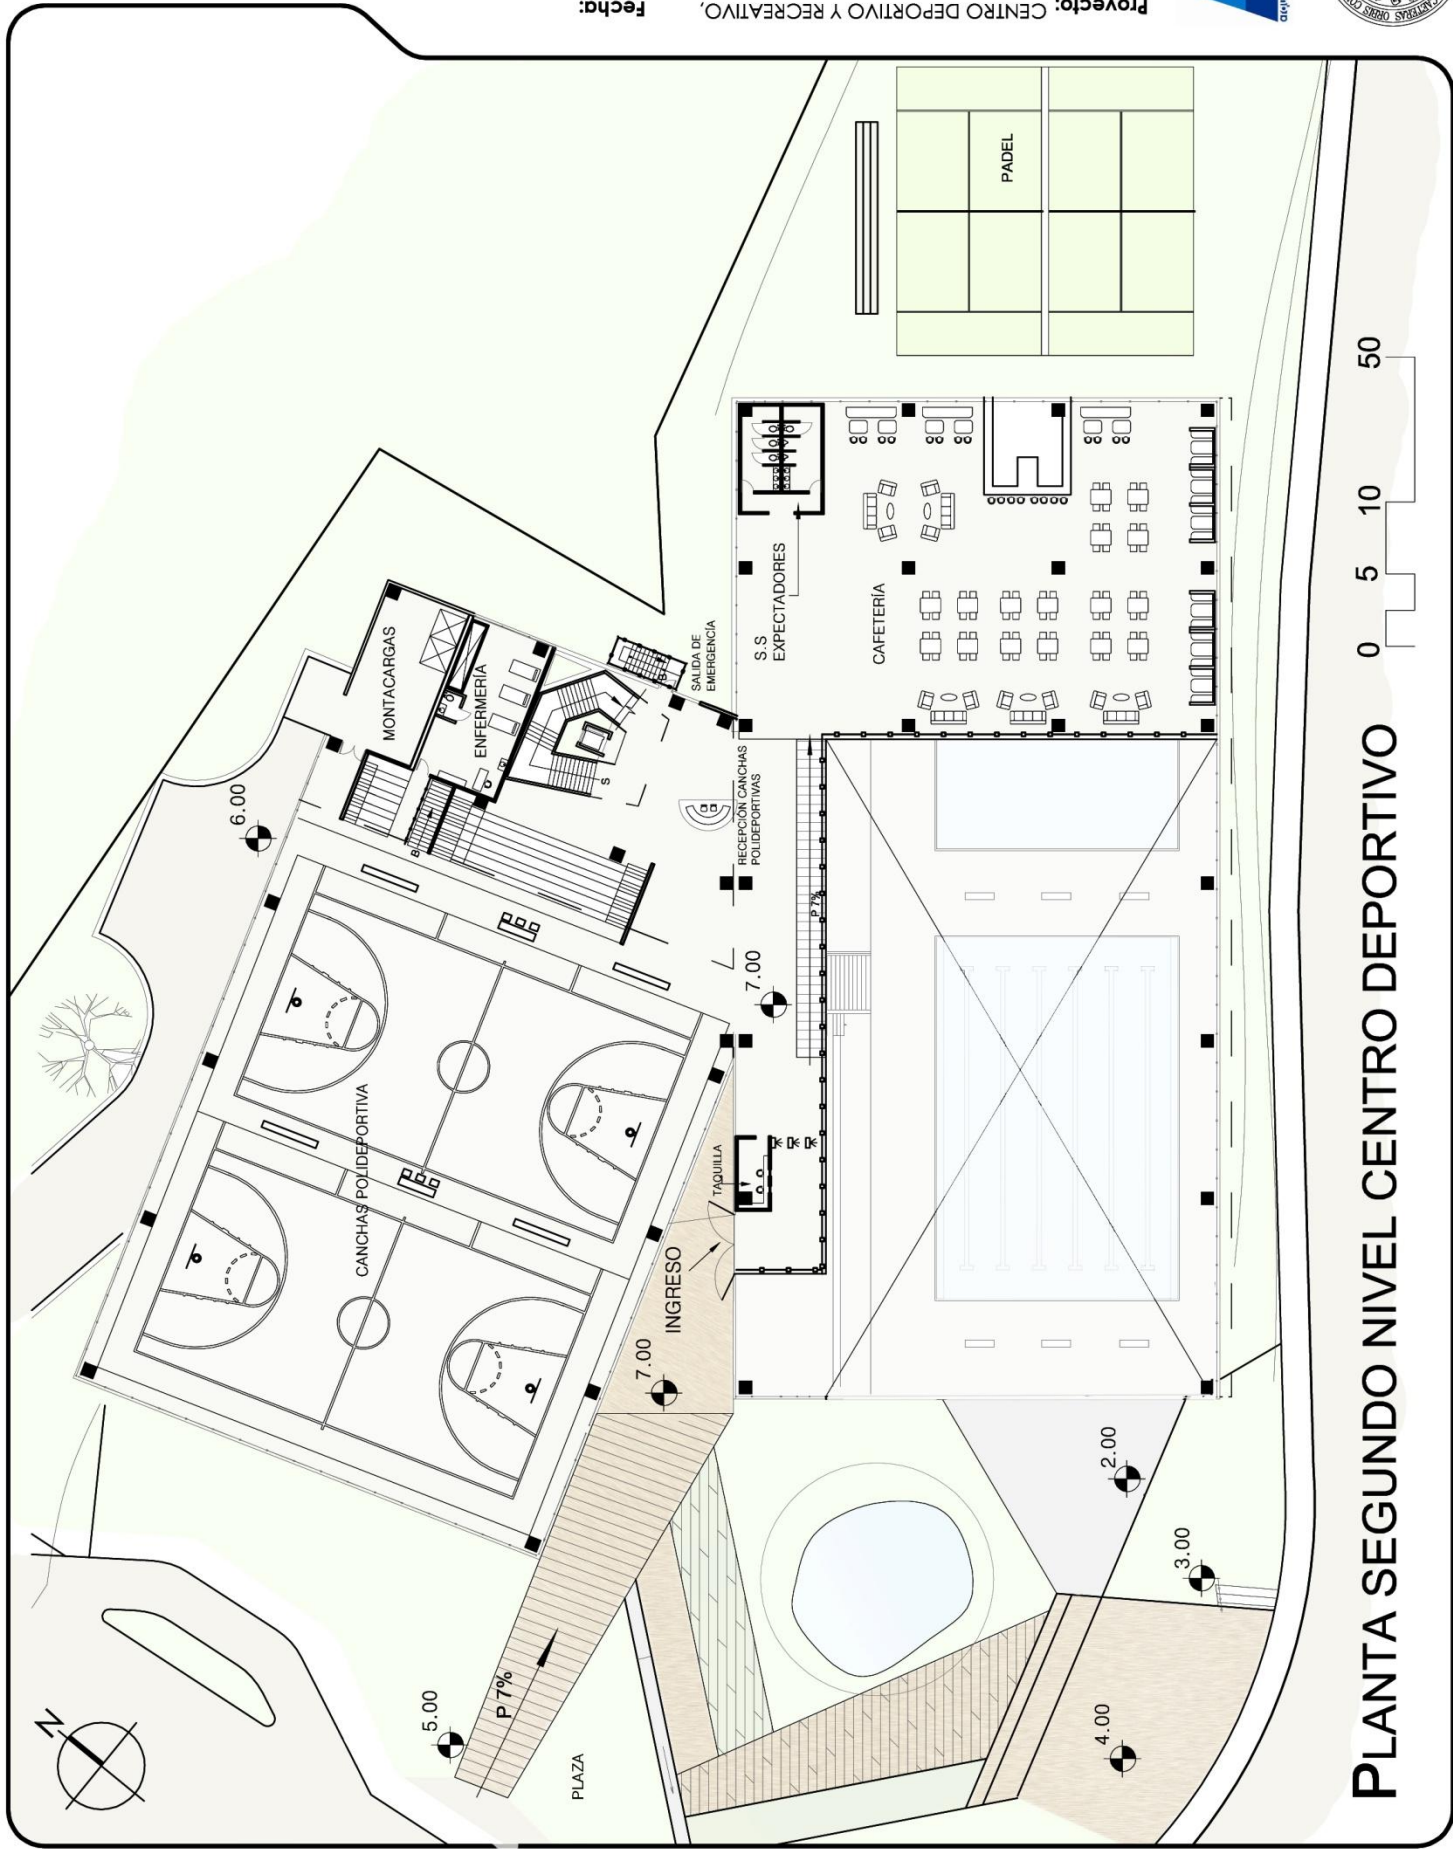 Proyecto: CENTRO DEPORTIVO Y RECREATIVO,
Fecha:
PADEL
MONTACARGAS
ENFERMERÍA
SALIDA DE
EMERGENCÍA
S.S
EXPECTADORES
CAFETERÍA
RECEPCIÓN CANCHAS
POLIDEPORTIVAS
6.00
B
B
S
P 7%
7.00
CANCHAS POLIDEPORTIVA
TAQUILLA
INGRESO
7.00
2.00
3.00
4.00
5.00
P 7%
PLAZA
N
0 5 10 50
PLANTA SEGUNDO NIVEL CENTRO DEPORTIVO